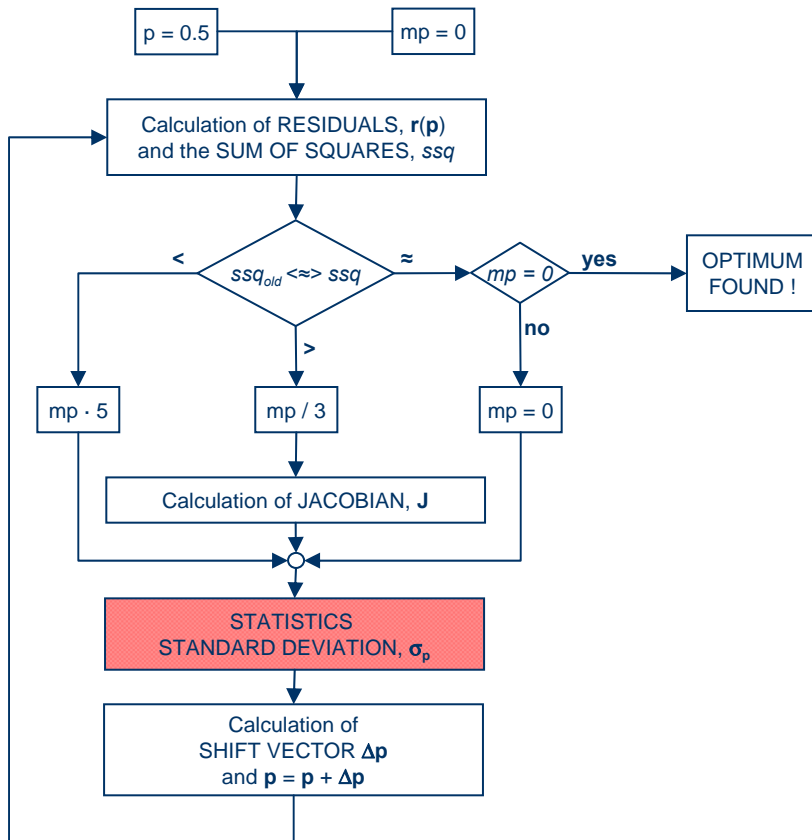 p = 0.5
mp = 0
Calculation of RESIDUALS, r(p)
and the SUM OF SQUARES, ssq
<
ssq_old <≈> ssq
≈
mp = 0
yes
OPTIMUM
FOUND !
>
no
mp · 5
mp / 3
mp = 0
Calculation of JACOBIAN, J
STATISTICS
STANDARD DEVIATION, σp
Calculation of
SHIFT VECTOR Δp
and p = p + Δp